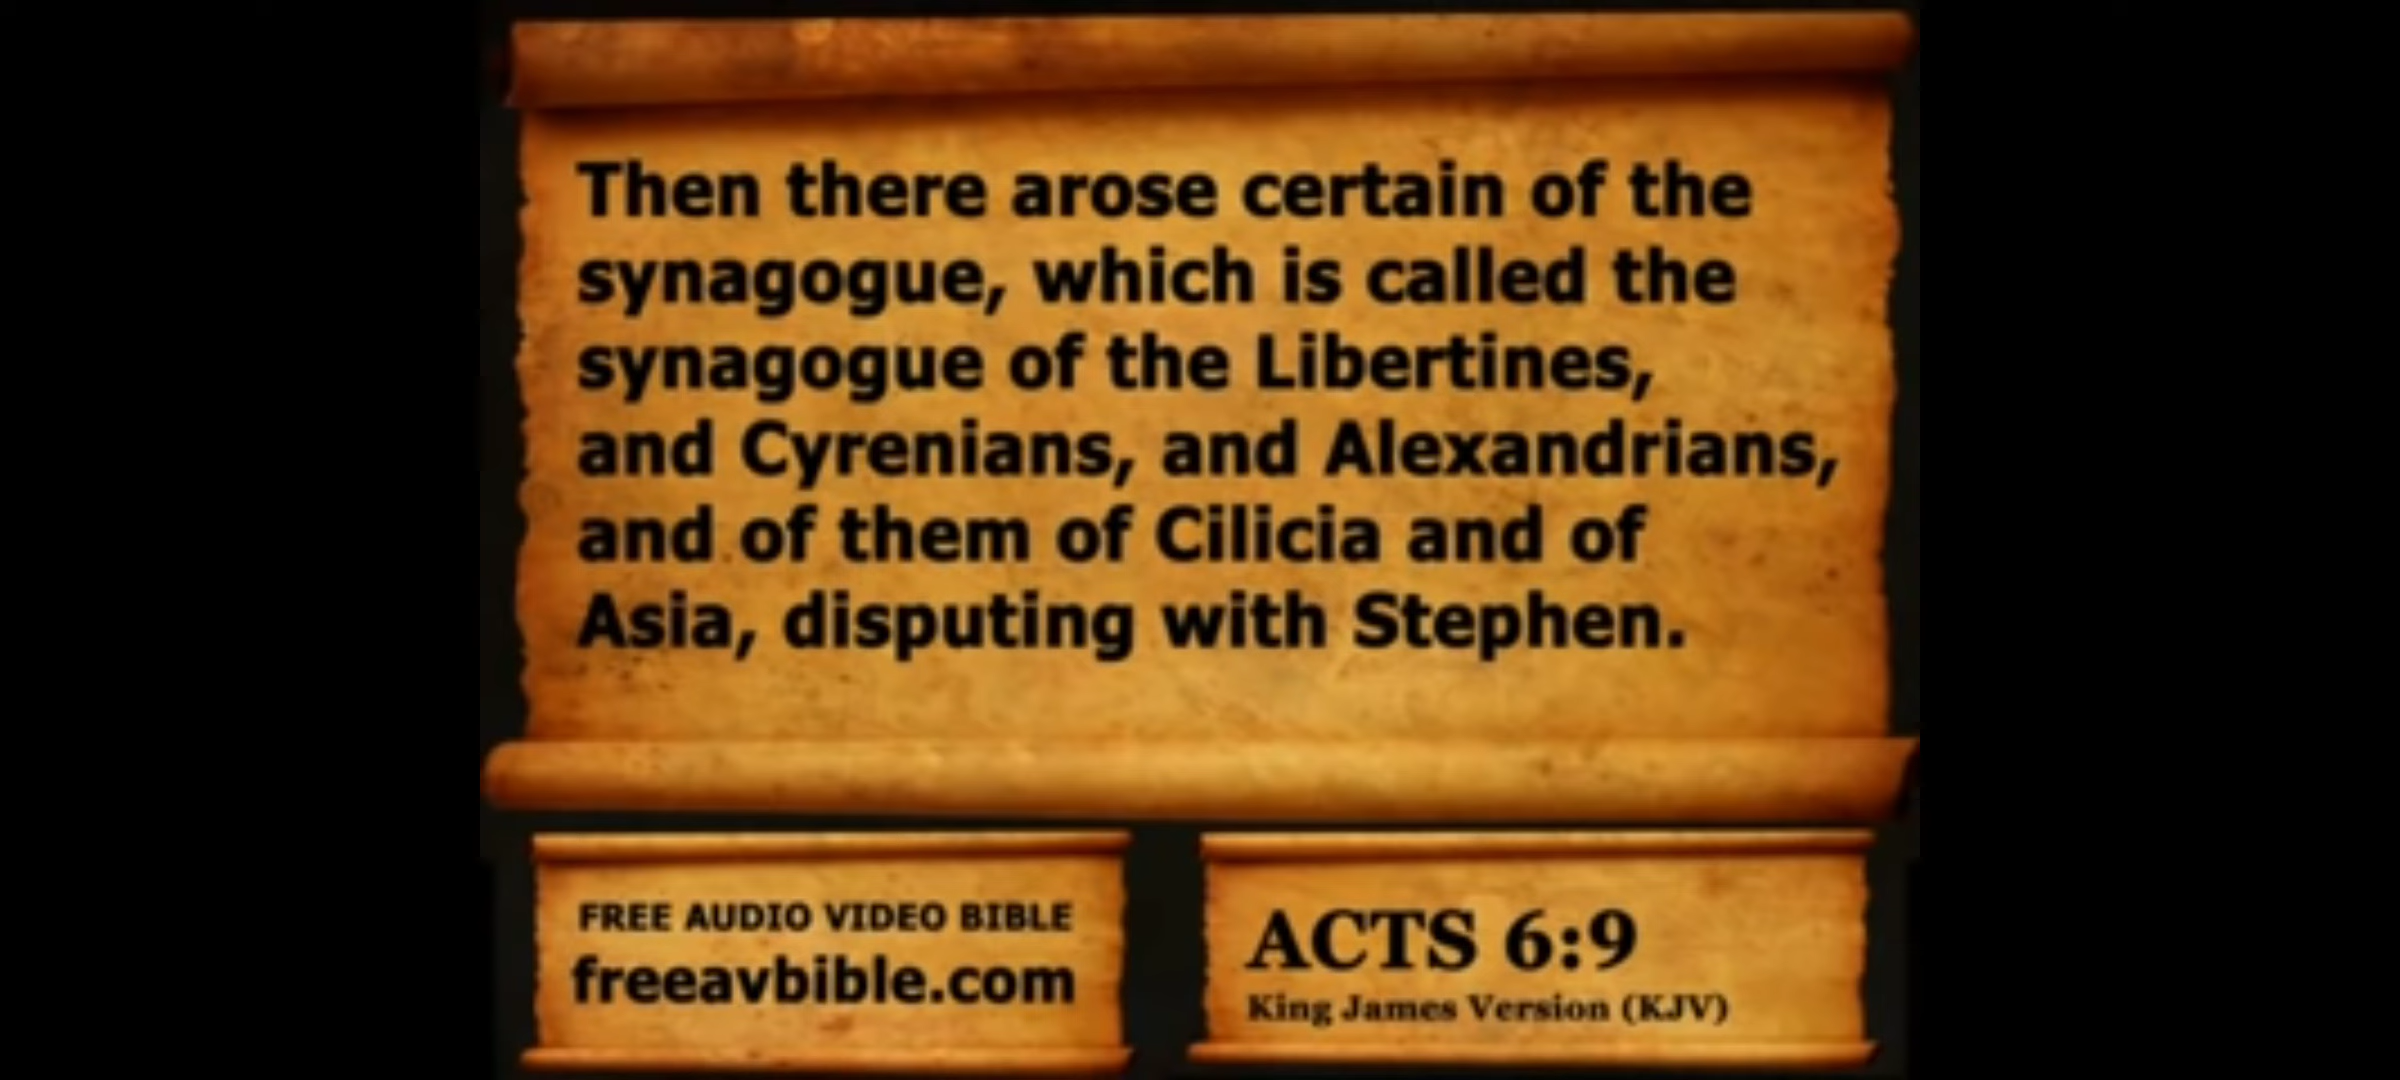 Then there arose certain of the
synagogue, which is called the
synagogue of the Libertines,
and Cyrenians, and Alexandrians,
and of them of Cilicia and of
Asia, disputing with Stephen.
FREE AUDIO VIDEO BIBLE
freeavbible.com
ACTS 6:9
King James Version (KJV)